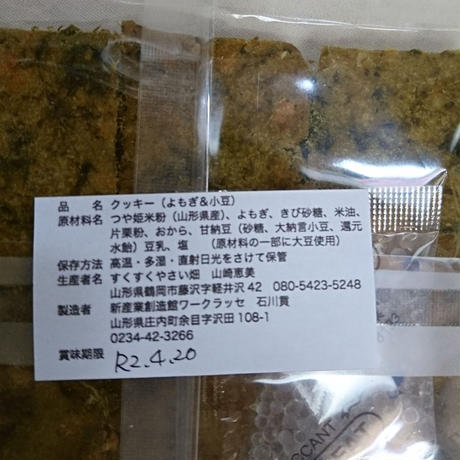 品　　名　クッキー（よもぎ＆小豆）
原材料名　つや姫米粉（山形県産）、よもぎ、きび砂糖、米油、
片栗粉、おから、甘納豆（砂糖、大納言小豆、還元
水飴）豆乳、塩　（原材料の一部に大豆使用）
保存方法　高温・多湿・直射日光をさけて保管
生産者名　すくすくやさい畑　山崎恵美
山形県鶴岡市藤沢字軽井沢 42　080-5423-5248
製造者　新産業創造館ワークラッセ　石川貢
山形県庄内町余目字沢田 108-1
0234-42-3266
賞味期限　R2.4.20